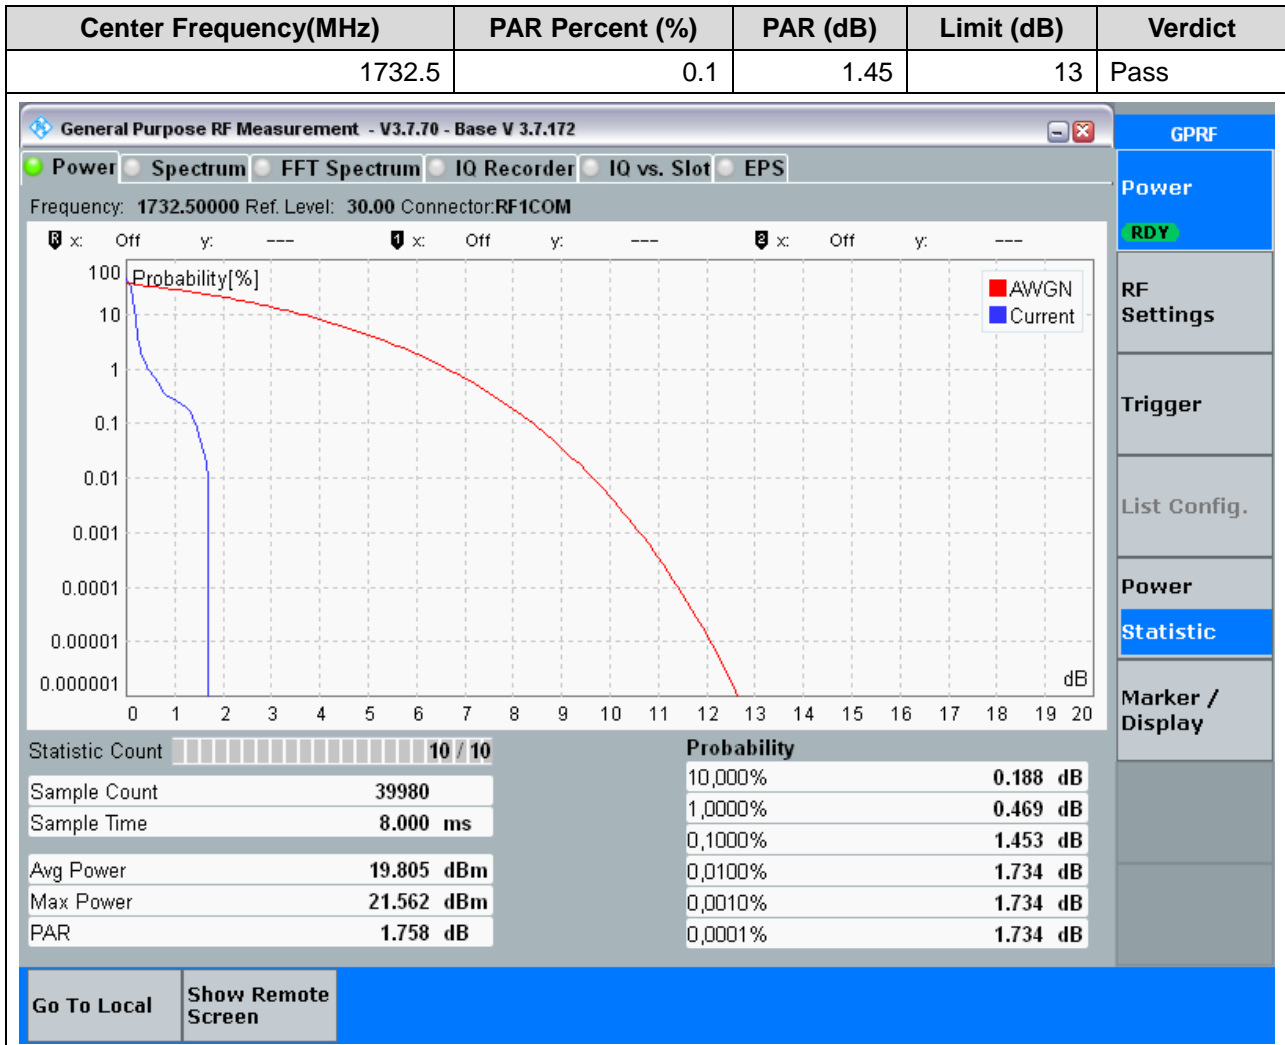 Center Frequency(MHz) PAR Percent (%) PAR (dB) Limit (dB) Verdict
1732.5 0.1 1.45 13 Pass
General Purpose RF Measurement - V3.7.70 - Base V 3.7.172
GPRF
Power Spectrum FFT Spectrum IQ Recorder IQ vs. Slot EPS
Frequency: 1732.50000 Ref. Level: 30.00 Connector:RF1COM
R x: Off y: --- 1 x: Off y: --- 2 x: Off y: ---
Probability[%]
100
10
1
0.1
0.01
0.001
0.0001
0.00001
0.000001
AWGN
Current
dB
0 1 2 3 4 5 6 7 8 9 10 11 12 13 14 15 16 17 18 19 20
Statistic Count 10 / 10
Sample Count 39980
Sample Time 8.000 ms
Avg Power 19.805 dBm
Max Power 21.562 dBm
PAR 1.758 dB
Probability
10,000% 0.188 dB
1,0000% 0.469 dB
0,1000% 1.453 dB
0,0100% 1.734 dB
0,0010% 1.734 dB
0,0001% 1.734 dB
Power
RDY
RF
Settings
Trigger
List Config.
Power
Statistic
Marker /
Display
Go To Local
Show Remote
Screen